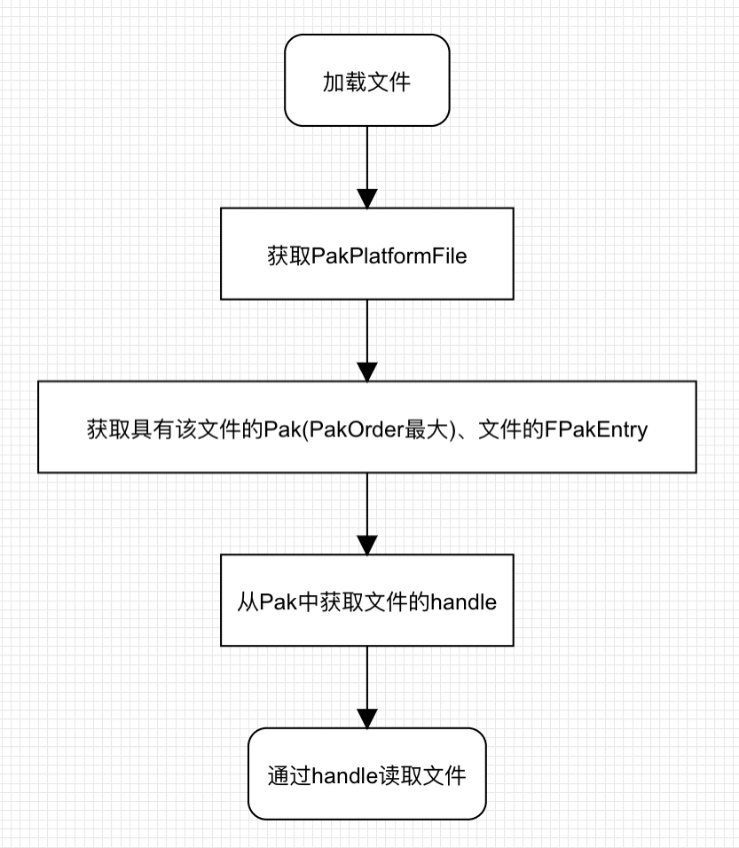 加载文件
获取PakPlatformFile
获取具有该文件的Pak(PakOrder最大)、文件的FPakEntry
从Pak中获取文件的handle
通过handle读取文件